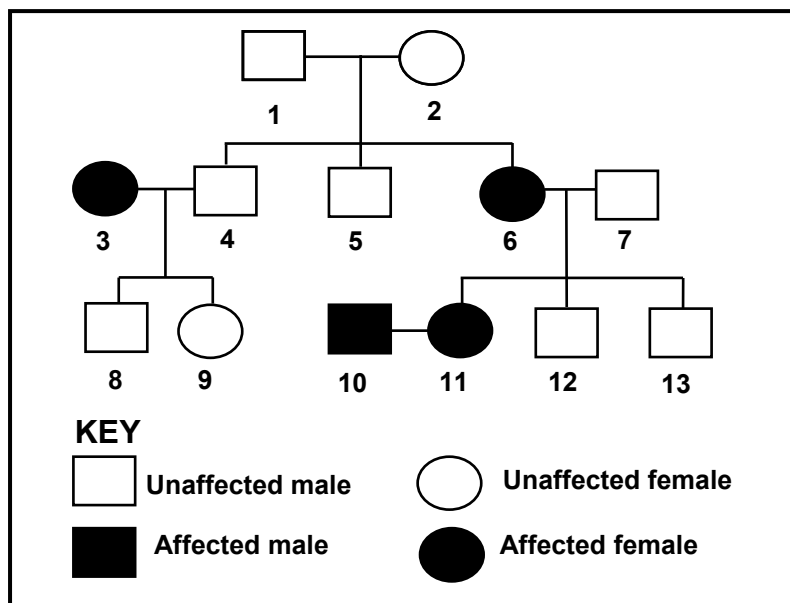 1
2
3 4 5 6 7
8 9 10 11 12 13
KEY
Unaffected male Unaffected female
Affected male Affected female